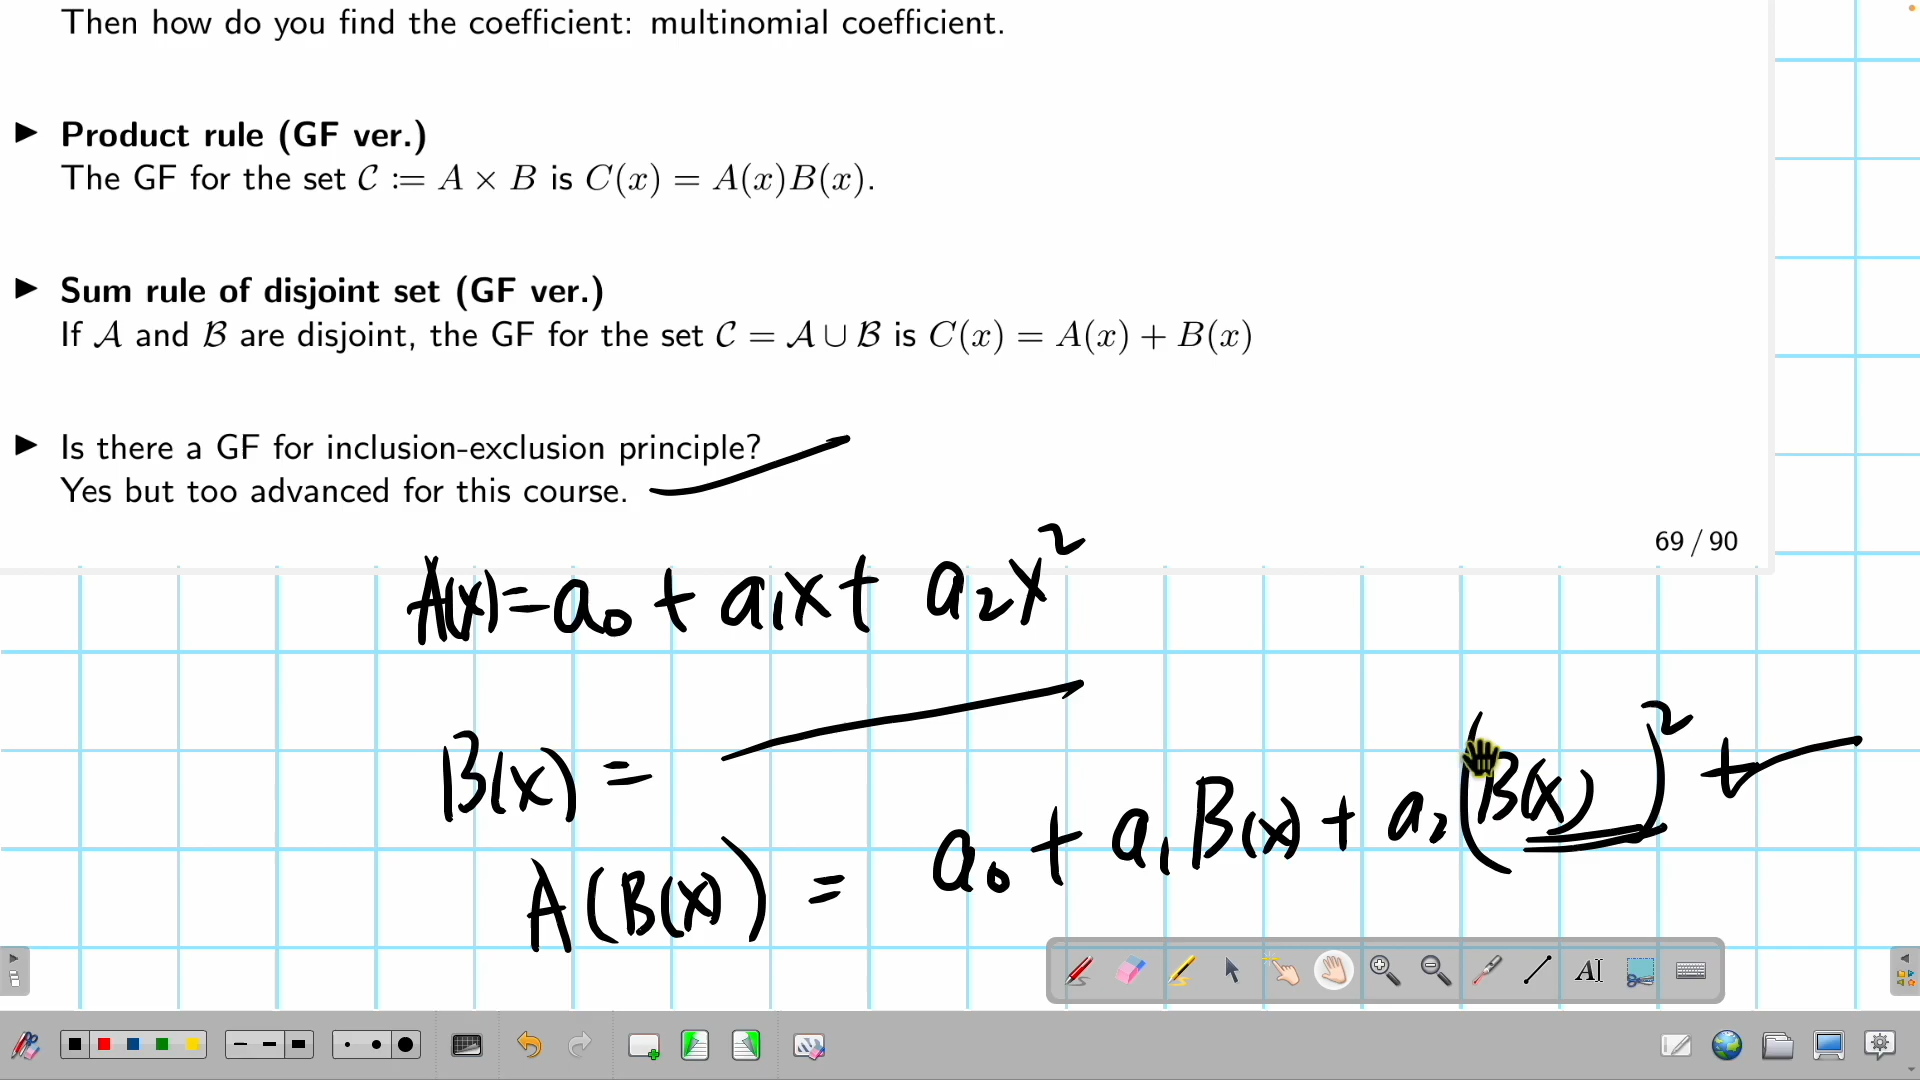 Then how do you find the coefficient: multinomial coefficient.
▶ Product rule (GF ver.)
The GF for the set 𝒞 := A × B is C(x) = A(x)B(x).
▶ Sum rule of disjoint set (GF ver.)
If 𝒜 and ℬ are disjoint, the GF for the set 𝒞 = 𝒜 ∪ ℬ is C(x) = A(x) + B(x)
▶ Is there a GF for inclusion-exclusion principle?
Yes but too advanced for this course.
69 / 90
A(x) = a₀ + a₁x + a₂x²
B(x) =
A(B(x)) = a₀ + a₁B(x) + a₂(B(x))² +